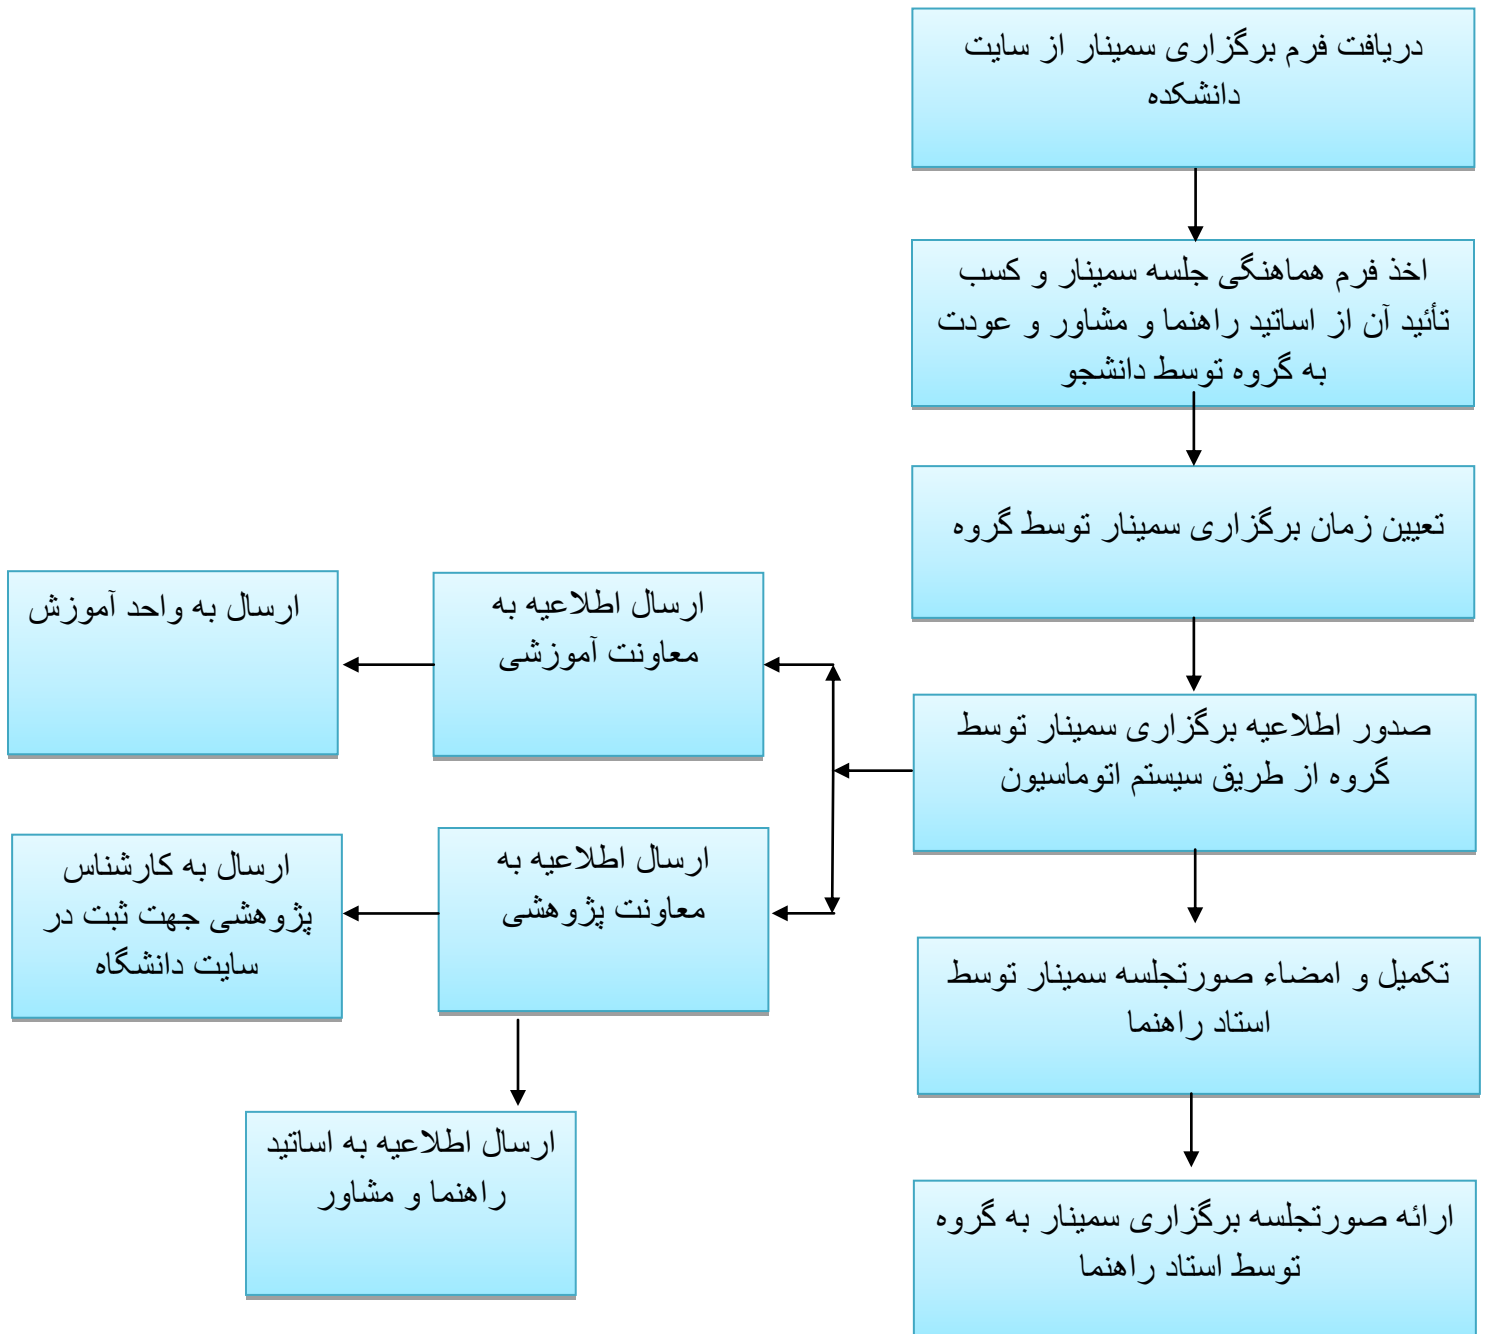 دریافت فرم برگزاری سمینار از سایت
دانشکده
اخذ فرم هماهنگی جلسه سمینار و کسب
تأئید آن از اساتید راهنما و مشاور و عودت
به گروه توسط دانشجو
تعیین زمان برگزاری سمینار توسط گروه
صدور اطلاعیه برگزاری سمینار توسط
گروه از طریق سیستم اتوماسیون
ارسال اطلاعیه به
معاونت آموزشی
ارسال به واحد آموزش
ارسال اطلاعیه به
معاونت پژوهشی
ارسال به کارشناس
پژوهشی جهت ثبت در
سایت دانشگاه
ارسال اطلاعیه به اساتید
راهنما و مشاور
تکمیل و امضاء صورتجلسه سمینار توسط
استاد راهنما
ارائه صورتجلسه برگزاری سمینار به گروه
توسط استاد راهنما